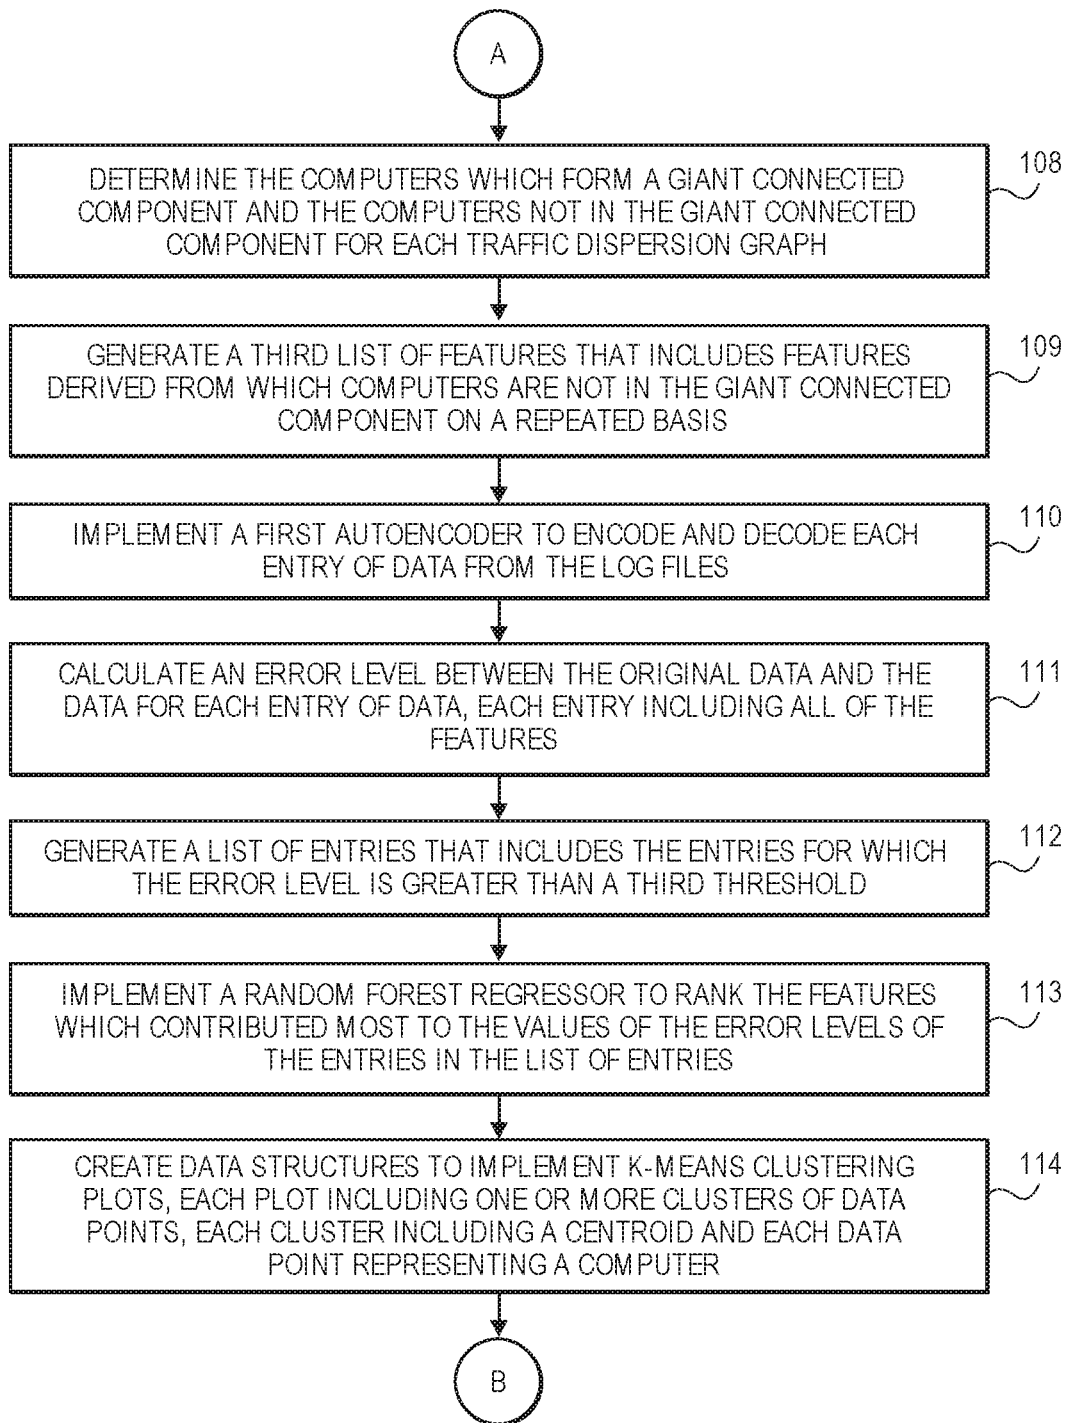 A
DETERMINE THE COMPUTERS WHICH FORM A GIANT CONNECTED
COMPONENT AND THE COMPUTERS NOT IN THE GIANT CONNECTED
COMPONENT FOR EACH TRAFFIC DISPERSION GRAPH
108
GENERATE A THIRD LIST OF FEATURES THAT INCLUDES FEATURES
DERIVED FROM WHICH COMPUTERS ARE NOT IN THE GIANT CONNECTED
COMPONENT ON A REPEATED BASIS
109
IMPLEMENT A FIRST AUTOENCODER TO ENCODE AND DECODE EACH
ENTRY OF DATA FROM THE LOG FILES
110
CALCULATE AN ERROR LEVEL BETWEEN THE ORIGINAL DATA AND THE
DATA FOR EACH ENTRY OF DATA, EACH ENTRY INCLUDING ALL OF THE
FEATURES
111
GENERATE A LIST OF ENTRIES THAT INCLUDES THE ENTRIES FOR WHICH
THE ERROR LEVEL IS GREATER THAN A THIRD THRESHOLD
112
IMPLEMENT A RANDOM FOREST REGRESSOR TO RANK THE FEATURES
WHICH CONTRIBUTED MOST TO THE VALUES OF THE ERROR LEVELS OF
THE ENTRIES IN THE LIST OF ENTRIES
113
CREATE DATA STRUCTURES TO IMPLEMENT K-MEANS CLUSTERING
PLOTS, EACH PLOT INCLUDING ONE OR MORE CLUSTERS OF DATA
POINTS, EACH CLUSTER INCLUDING A CENTROID AND EACH DATA
POINT REPRESENTING A COMPUTER
114
B